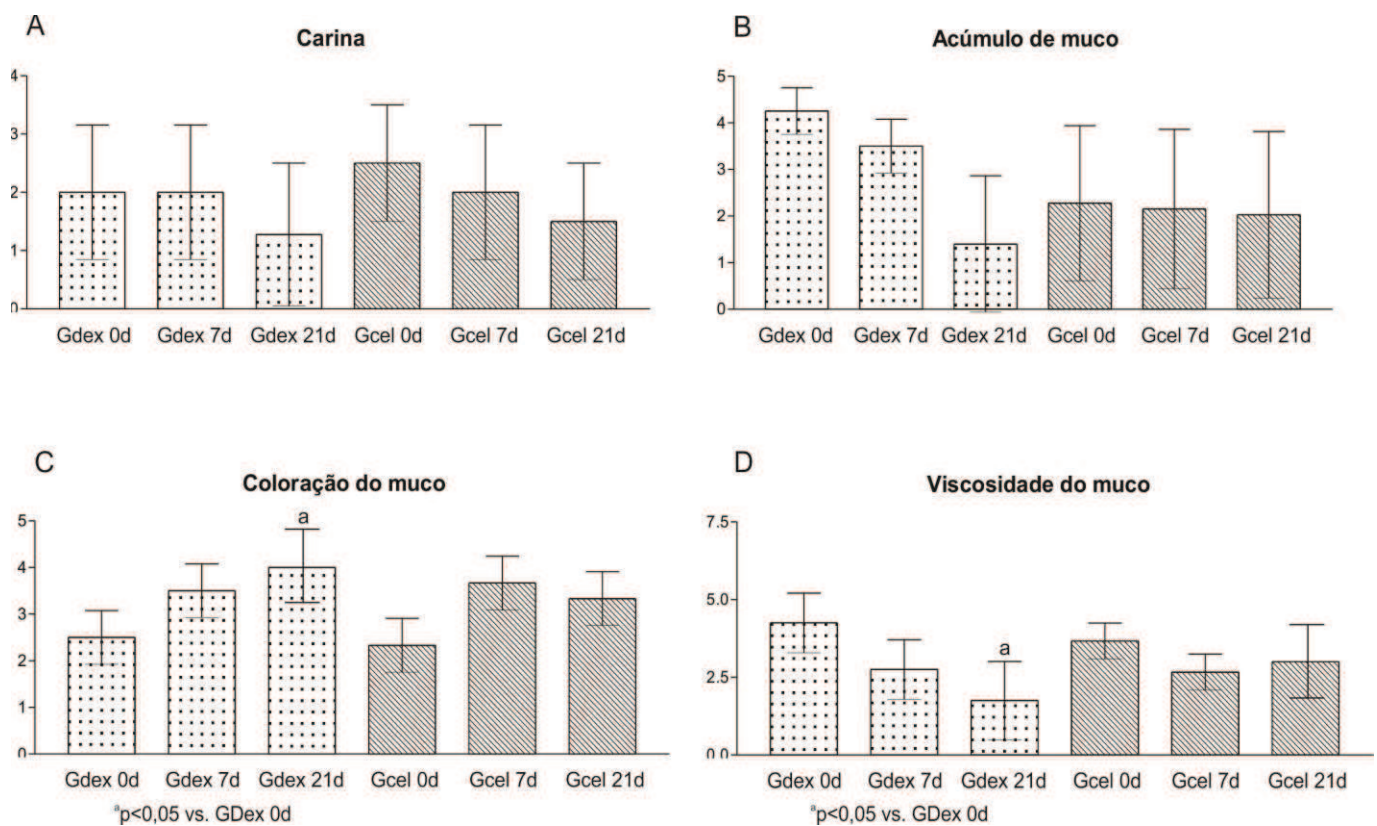 A
Carina
4
3
2
1
0
Gdex 0d Gdex 7d Gdex 21d Gcel 0d Gcel 7d Gcel 21d
B
Acúmulo de muco
5
4
3
2
1
0
Gdex 0d Gdex 7d Gdex 21d Gcel 0d Gcel 7d Gcel 21d
C
Coloração do muco
5
4
3
2
1
0
a
Gdex 0d Gdex 7d Gdex 21d Gcel 0d Gcel 7d Gcel 21d
ᵃp<0,05 vs. GDex 0d
D
Viscosidade do muco
7.5
5.0
2.5
0.0
a
Gdex 0d Gdex 7d Gdex 21d Gcel 0d Gcel 7d Gcel 21d
ᵃp<0,05 vs. GDex 0d